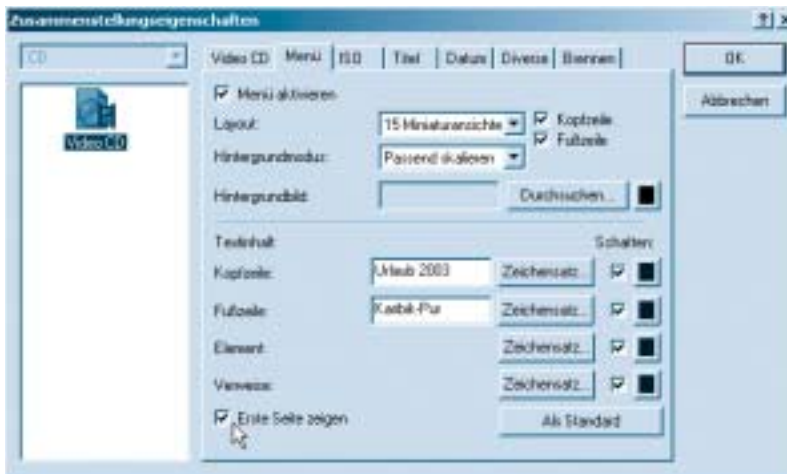 Zusammenstellungseigenschaften
CD
Video CD
Video CD Menü ISO Titel Datum Diverse Brennen
OK
Abbrechen
Menü aktivieren
Layout: 15 Miniaturansichte Kopfzeile
Fußzeile
Hintergrundmodus: Passend skalieren
Hintergrundbild: Durchsuchen...
Textinhalt Schatten:
Kopfzeile: Urlaub 2003 Zeichensatz...
Fußzeile: Karibik-Pur Zeichensatz...
Element: Zeichensatz...
Verweise: Zeichensatz...
Erste Seite zeigen
Als Standard